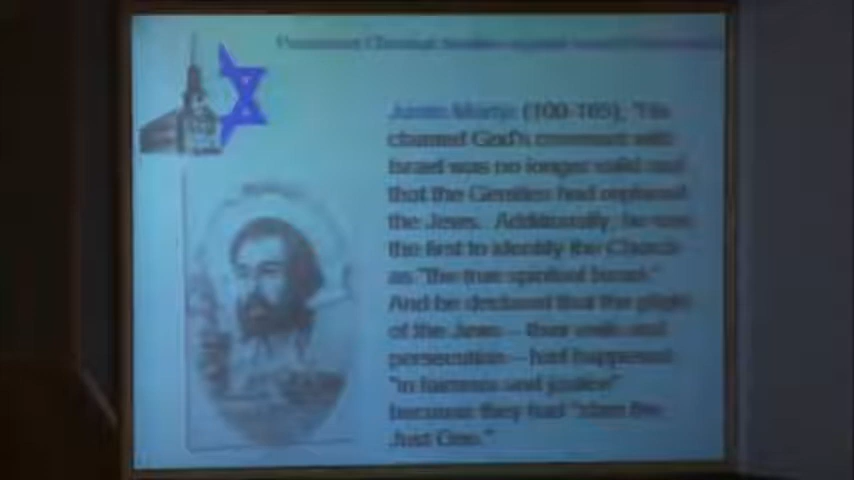 Justin Martyr (100-165), "He
claimed God's covenant with
Israel was no longer valid and
that the Gentiles had replaced
the Jews. Additionally, he was
the first to identify the Church
as "the true spiritual Israel."
And he declared that the plight
of the Jews – their and
persecution – had happened
"in fairness and justice"
because they had "slain the
Just One."